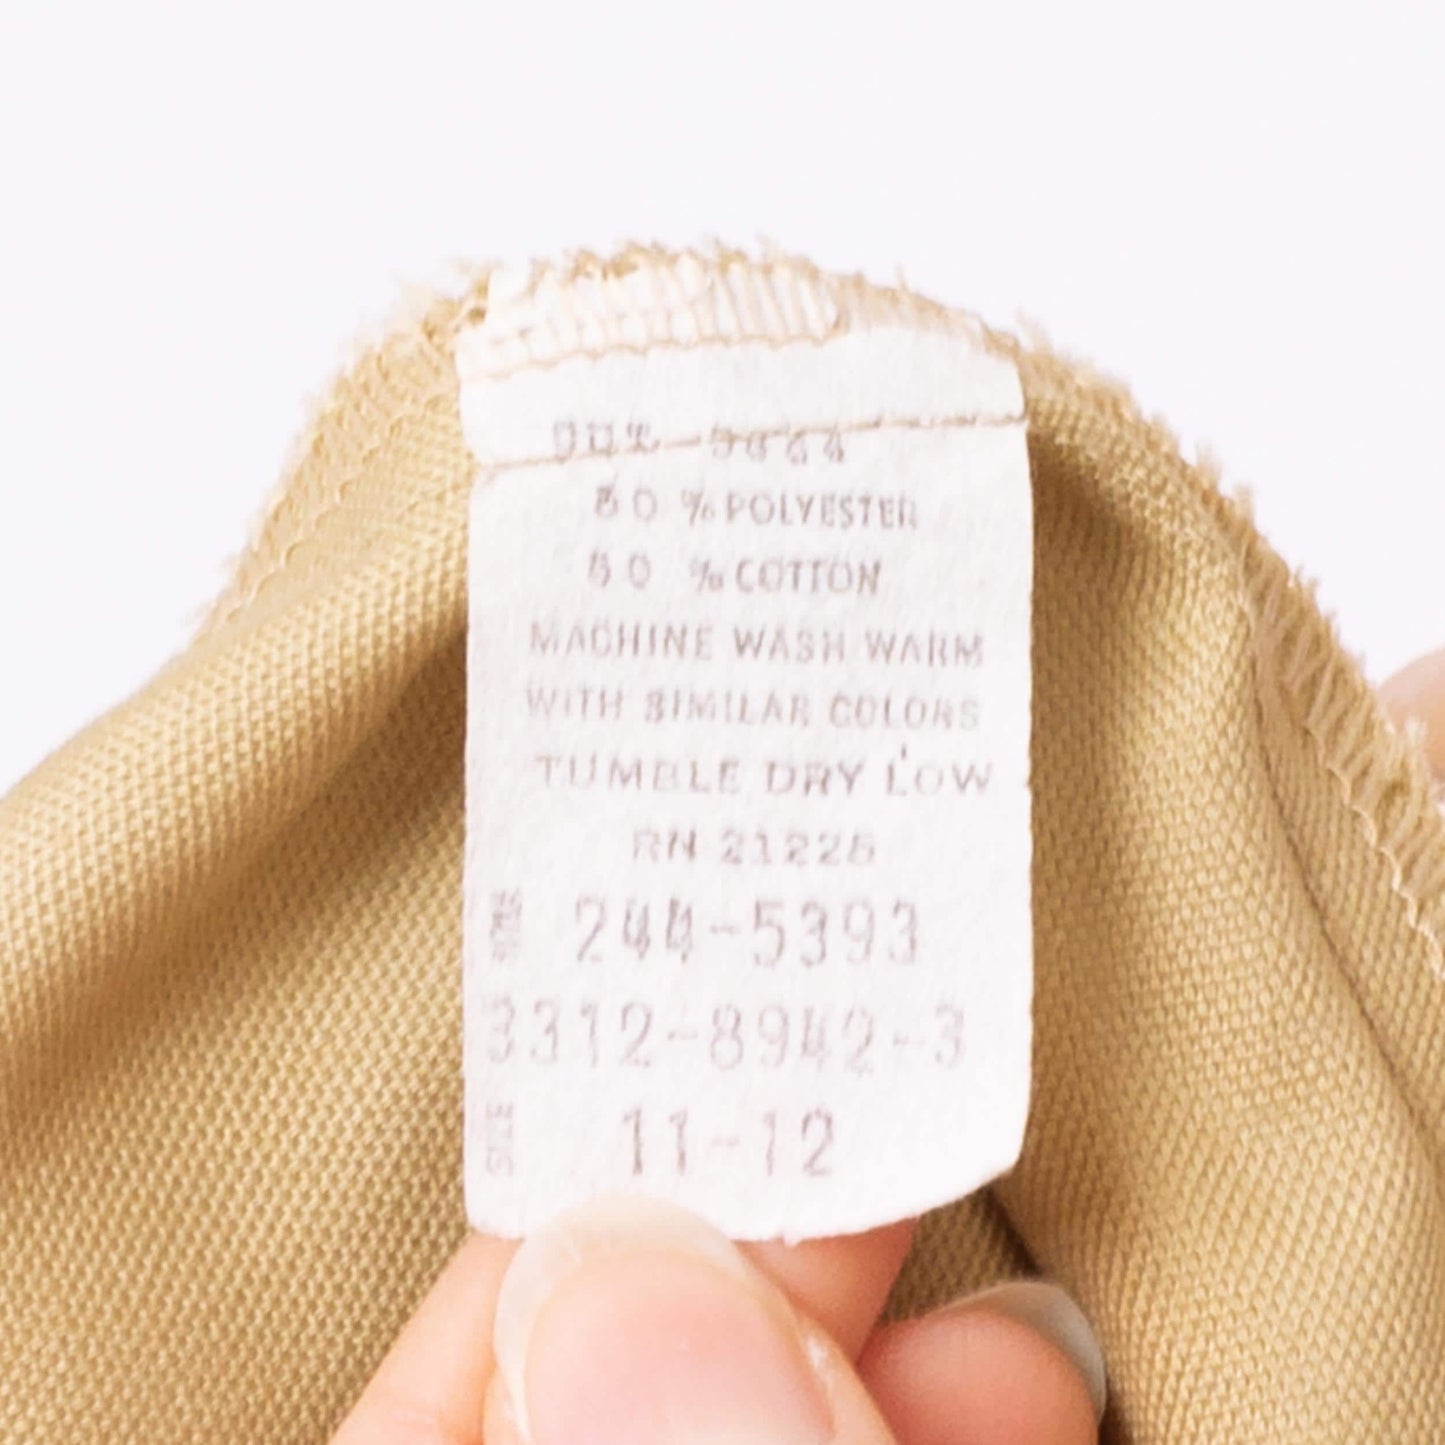 50 % POLYESTER
50 % COTTON
MACHINE WASH WARM
WITH SIMILAR COLORS
TUMBLE DRY LOW
RN 21225
244-5393
3312-8942-3
SIZE 11-12